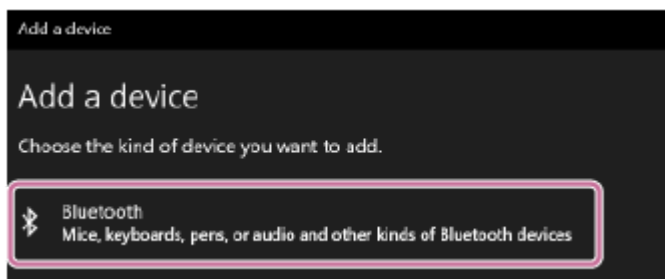 Add a device
Add a device
Choose the kind of device you want to add.
Bluetooth
Mice, keyboards, pens, or audio and other kinds of Bluetooth devices